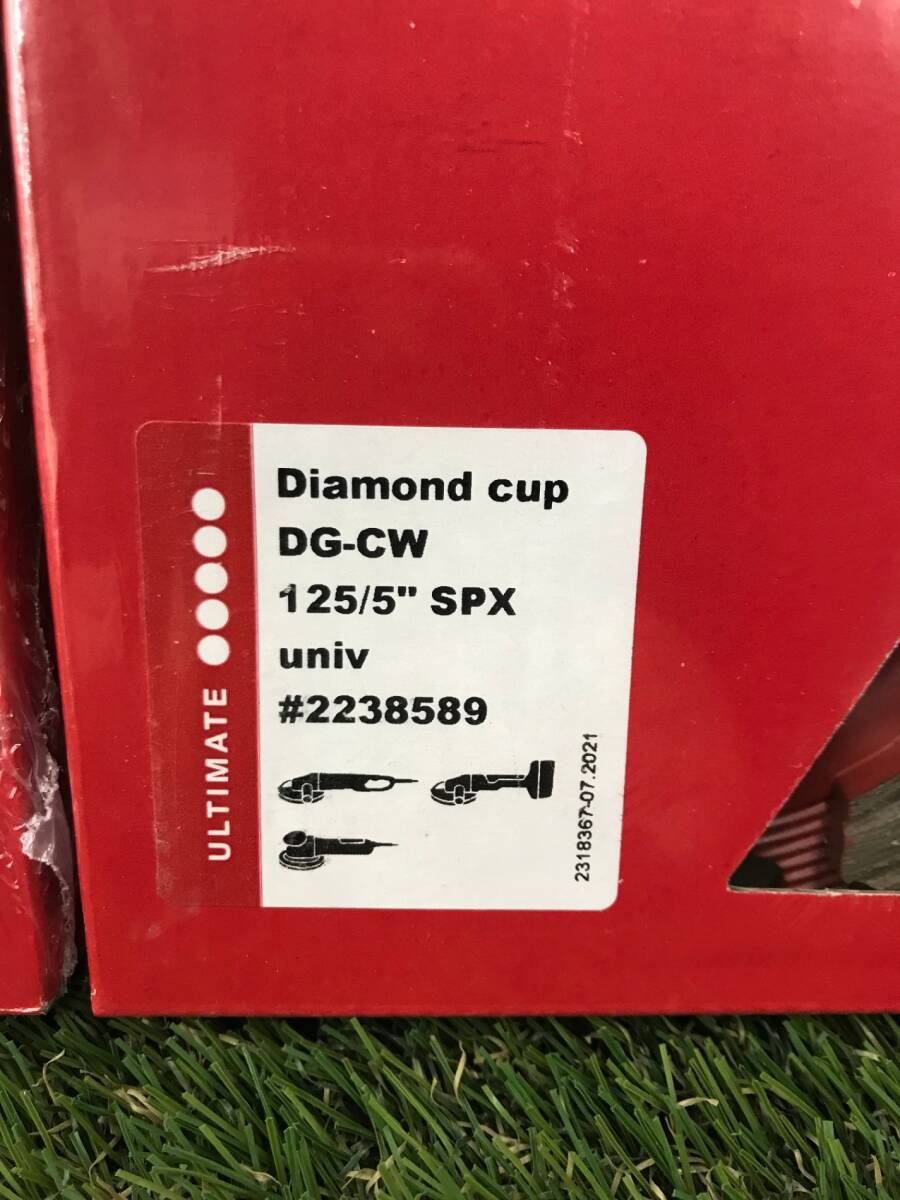 ULTIMATE
Diamond cup
DG-CW
125/5" SPX
univ
#2238589
2318367-07.2021